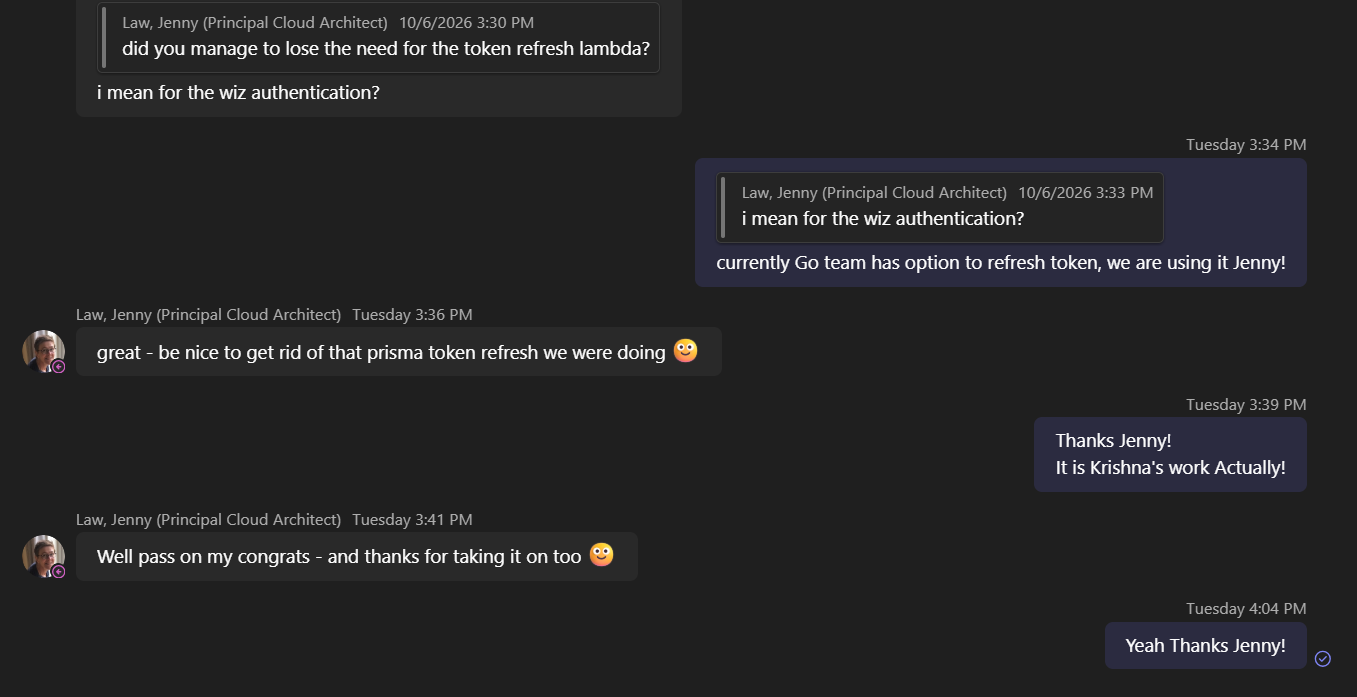 Law, Jenny (Principal Cloud Architect) 10/6/2026 3:30 PM
did you manage to lose the need for the token refresh lambda?
i mean for the wiz authentication?
Tuesday 3:34 PM
Law, Jenny (Principal Cloud Architect) 10/6/2026 3:33 PM
i mean for the wiz authentication?
currently Go team has option to refresh token, we are using it Jenny!
Law, Jenny (Principal Cloud Architect) Tuesday 3:36 PM
great - be nice to get rid of that prisma token refresh we were doing 🙂
Tuesday 3:39 PM
Thanks Jenny!
It is Krishna's work Actually!
Law, Jenny (Principal Cloud Architect) Tuesday 3:41 PM
Well pass on my congrats - and thanks for taking it on too 🙂
Tuesday 4:04 PM
Yeah Thanks Jenny!